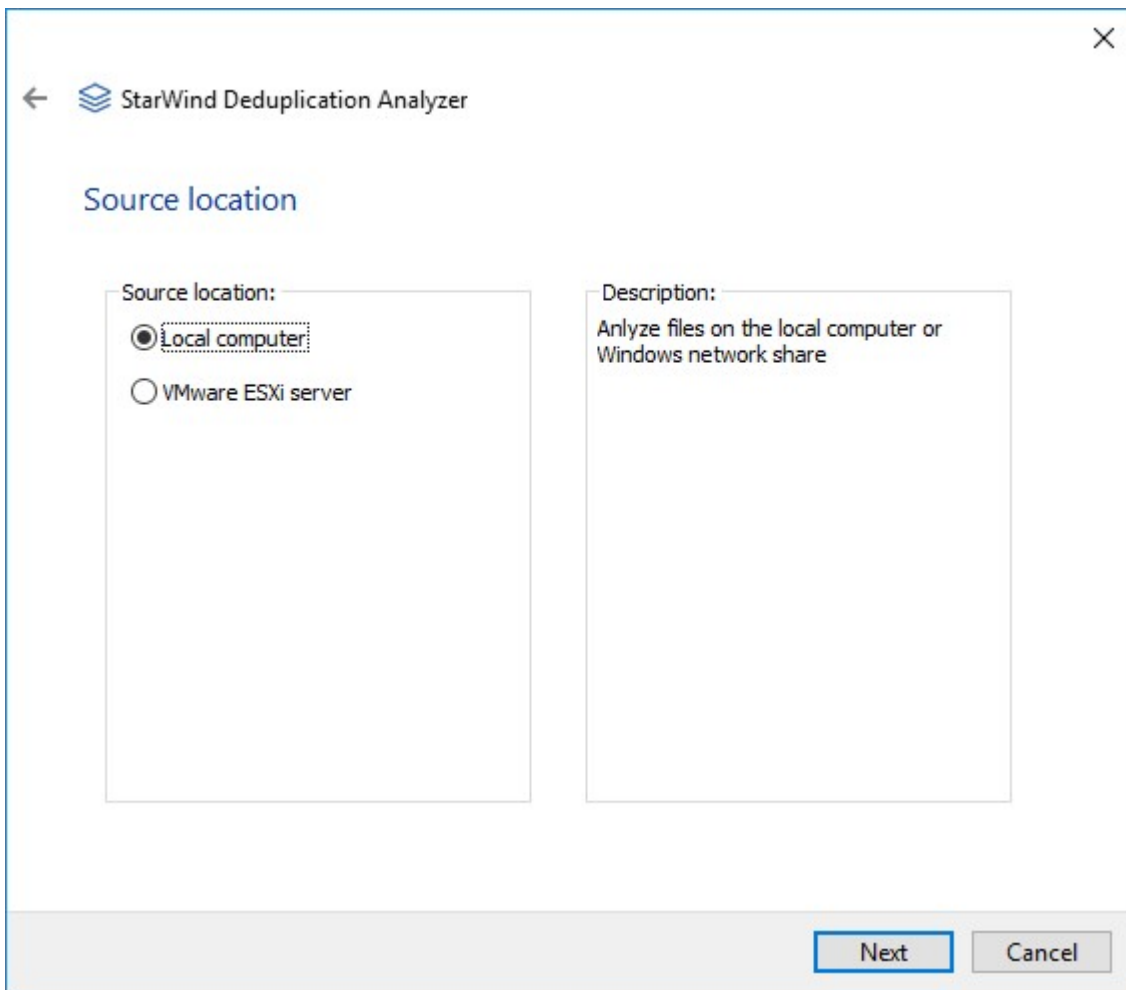 StarWind Deduplication Analyzer
Source location
Source location:
Local computer
VMware ESXi server
Description:
Anlyze files on the local computer or
Windows network share
Next
Cancel